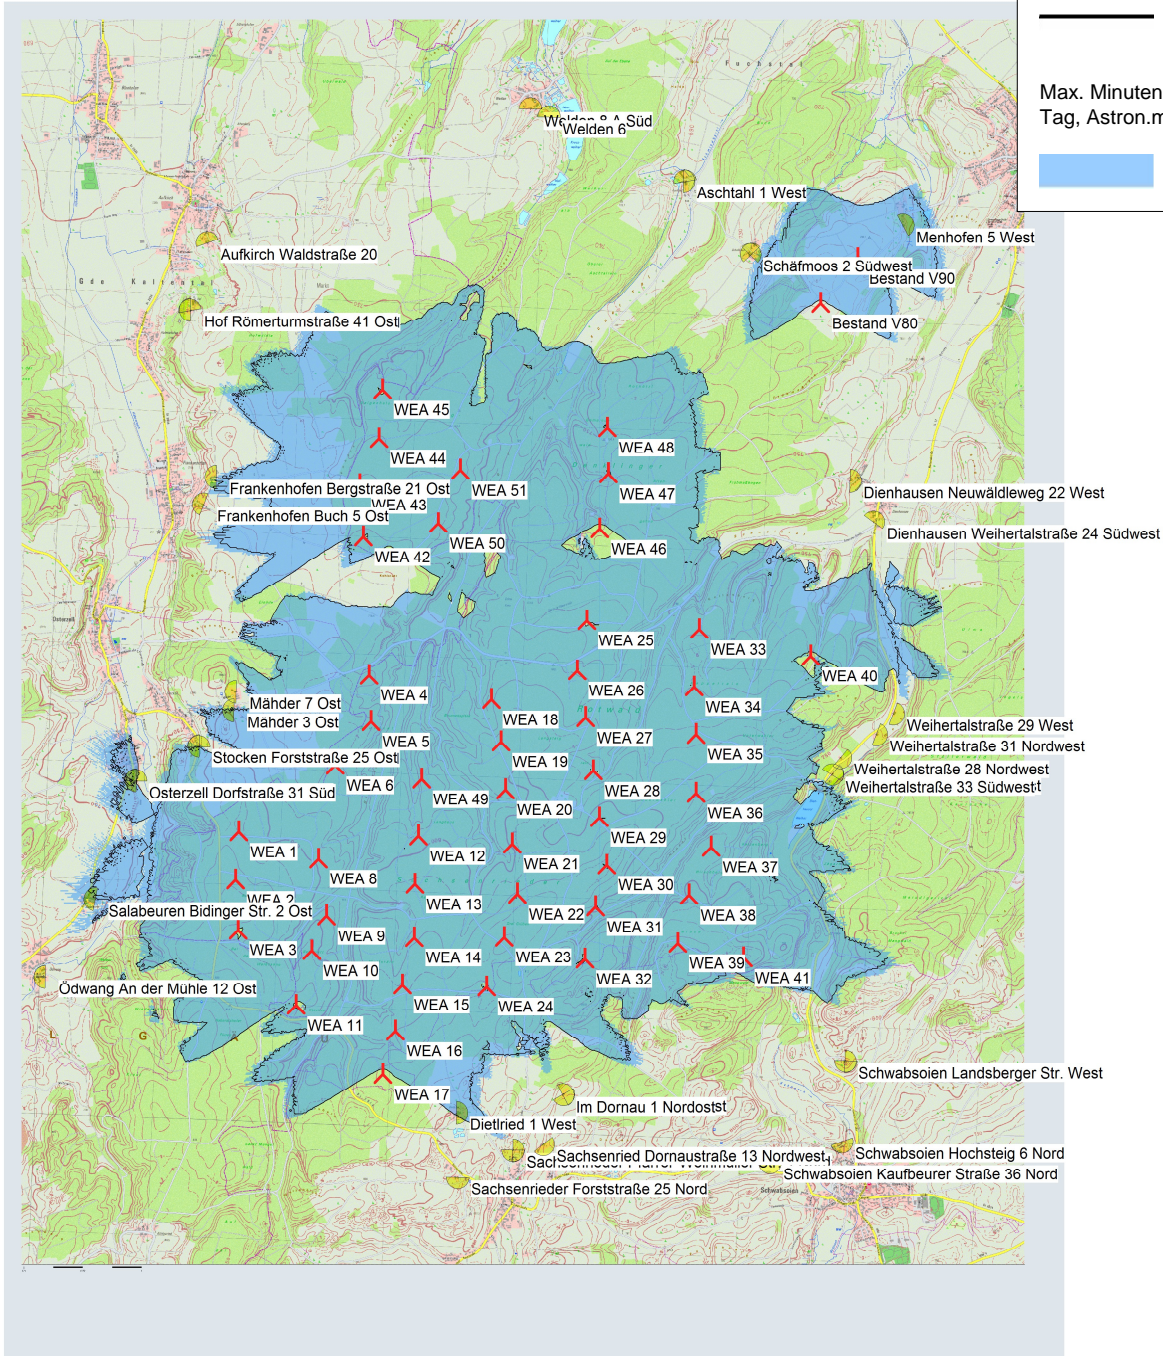 Max. Minuten
Tag, Astron.m
Fuchstal
Welden 8 A Süd
Welden 6
Aschtahl 1 West
Menhofen 5 West
Aufkirch Waldstraße 20
Schäfmoos 2 Südwest
Bestand V90
Gde Kaltental
Hof Römerturmstraße 41 Ost
Bestand V80
WEA 45
WEA 44
WEA 48
WEA 51
WEA 47
Frankenhofen Bergstraße 21 Ost
WEA 43
Dienhausen Neuwäldleweg 22 West
Frankenhofen Buch 5 Ost
Dienhausen Weihertalstraße 24 Südwest
WEA 50
WEA 46
WEA 42
Osterzell
WEA 25
WEA 33
WEA 40
WEA 4
WEA 26
Mähder 7 Ost
WEA 34
Rotwald
Mähder 3 Ost
WEA 18
Weihertalstraße 29 West
WEA 5
WEA 27
Weihertalstraße 31 Nordwest
Stocken Forststraße 25 Ost
WEA 19
WEA 35
Weihertalstraße 28 Nordwest
WEA 6
WEA 49
WEA 28
Weihertalstraße 33 Südwest
Osterzell Dorfstraße 31 Süd
WEA 20
WEA 36
WEA 29
WEA 1
WEA 12
WEA 21
WEA 37
WEA 8
WEA 30
WEA 2
WEA 13
WEA 22
WEA 38
Salabeuren Bidinger Str. 2 Ost
WEA 31
WEA 9
WEA 3
WEA 14
WEA 23
WEA 39
WEA 10
WEA 32
WEA 41
Ödwang An der Mühle 12 Ost
WEA 15
WEA 24
WEA 11
L G A U
WEA 16
Schwabsoien Landsberger Str. West
WEA 17
Im Dornau 1 Nordost
Dietlried 1 West
Sachsenried Dornaustraße 13 Nordwest
Schwabsoien Hochsteig 6 Nord
Schwabsoien Kaufbeurer Straße 36 Nord
Sachsenrieder Forststraße 25 Nord
Schwabsoien